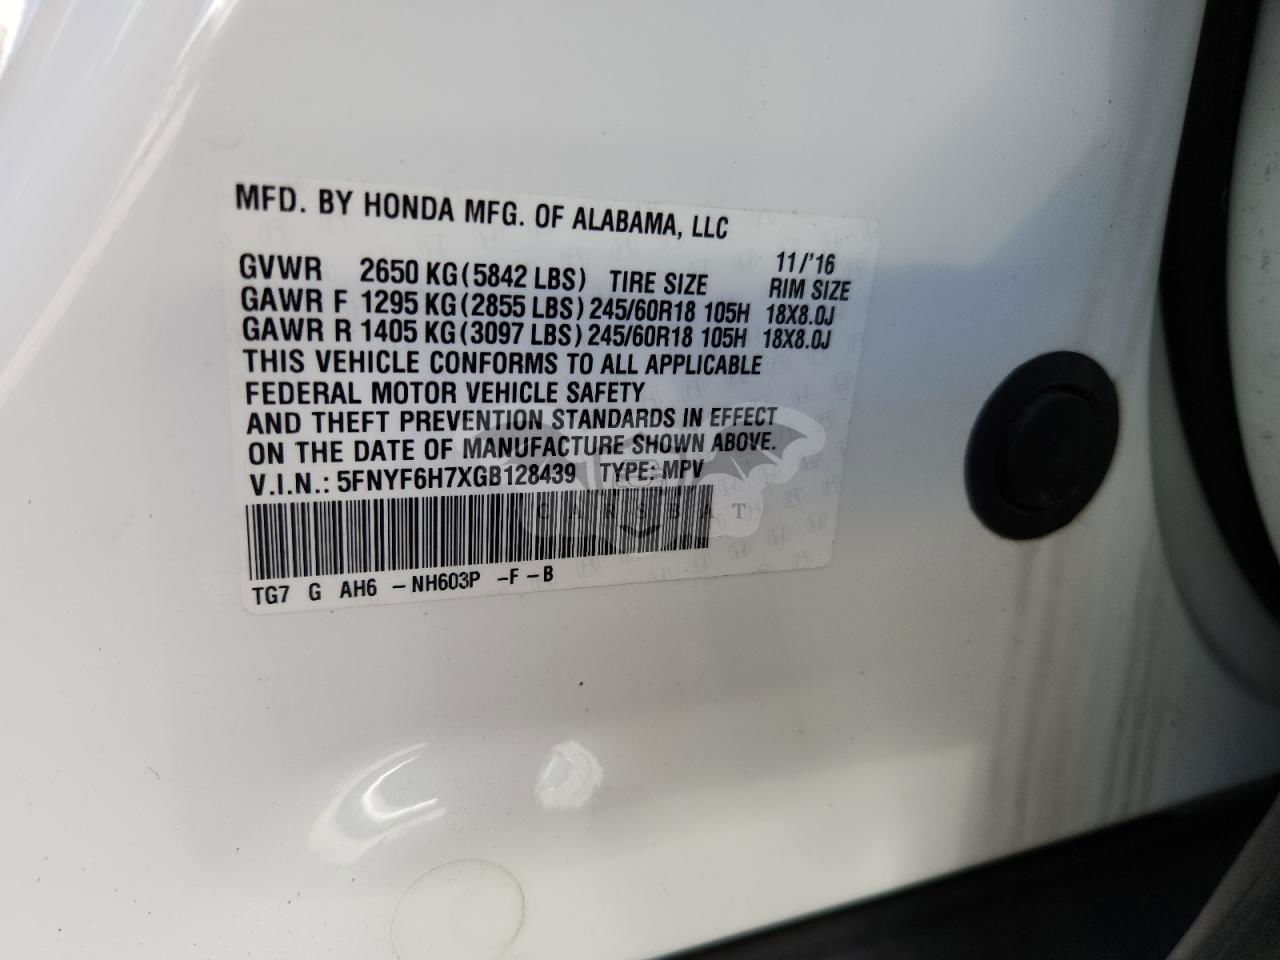 MFD. BY HONDA MFG. OF ALABAMA, LLC
11/'16
GVWR 2650 KG(5842 LBS) TIRE SIZE RIM SIZE
GAWR F 1295 KG(2855 LBS) 245/60R18 105H 18X8.0J
GAWR R 1405 KG(3097 LBS) 245/60R18 105H 18X8.0J
THIS VEHICLE CONFORMS TO ALL APPLICABLE
FEDERAL MOTOR VEHICLE SAFETY
AND THEFT PREVENTION STANDARDS IN EFFECT
ON THE DATE OF MANUFACTURE SHOWN ABOVE.
V.I.N.: 5FNYF6H7XGB128439 TYPE: MPV
CARSBAT
TG7 G AH6 -NH603P -F -B